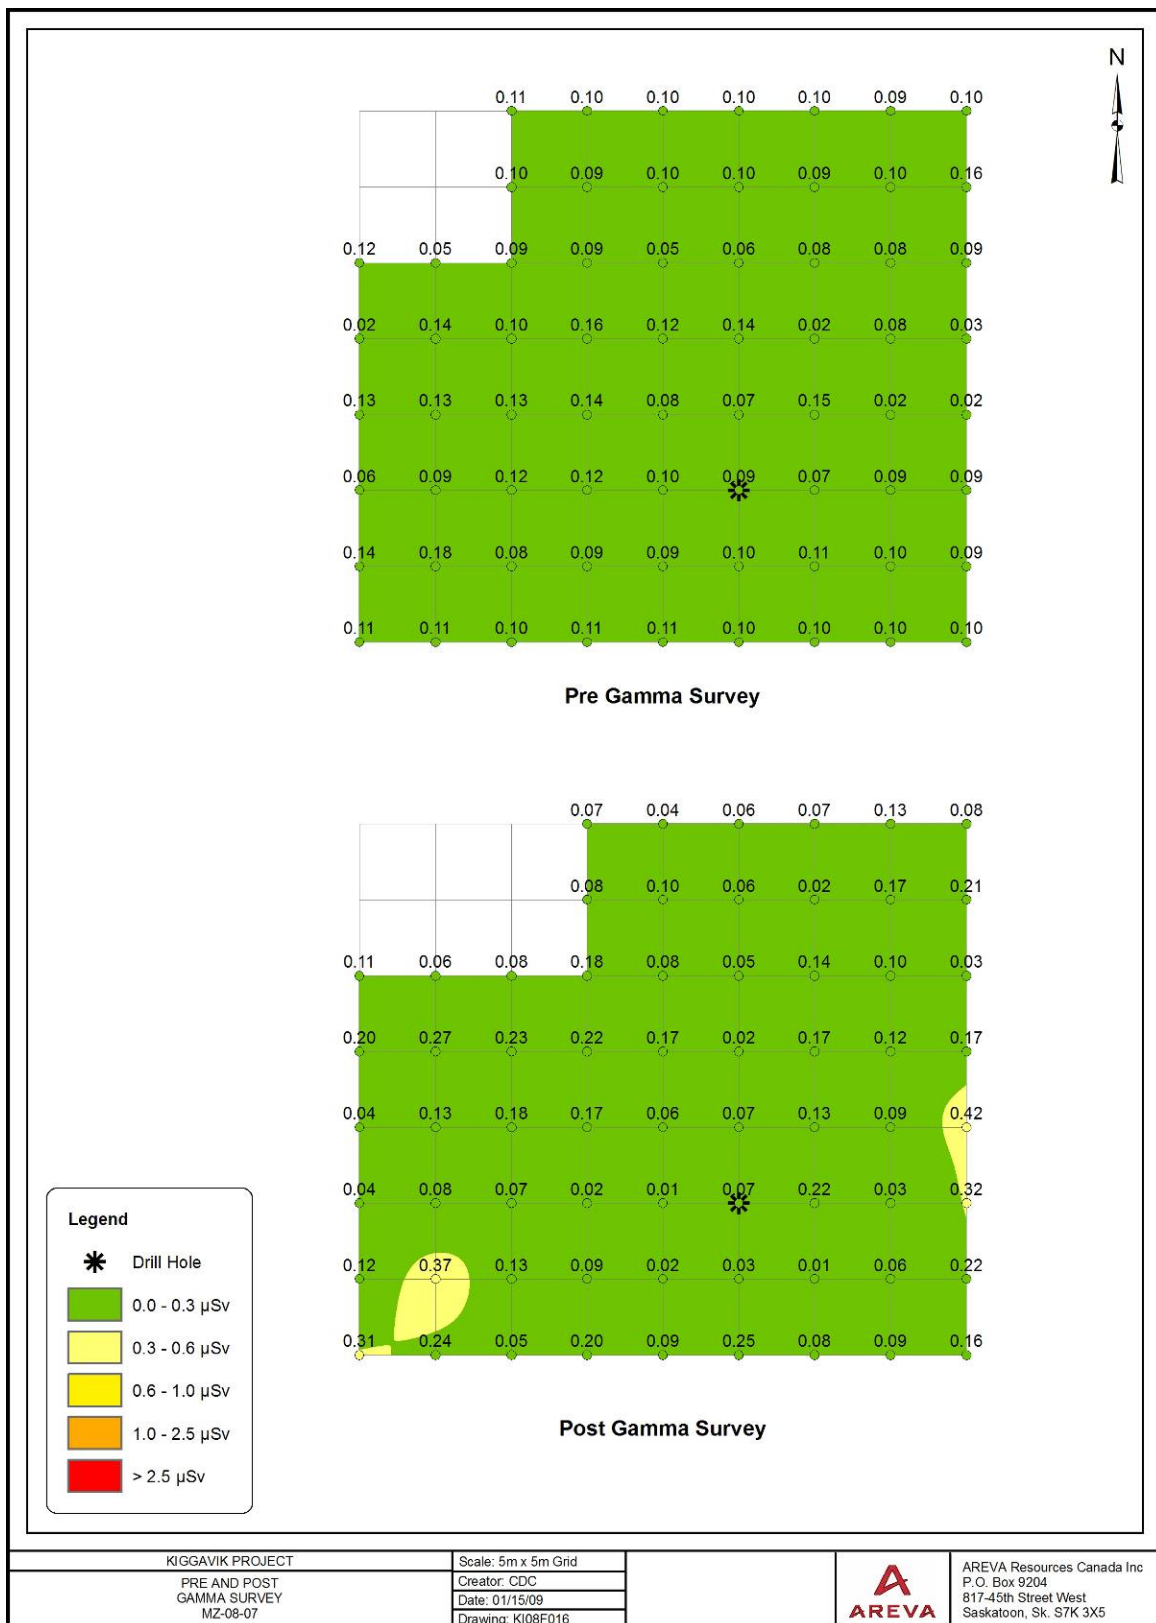 N
0.11 0.10 0.10 0.10 0.10 0.09 0.10
0.10 0.09 0.10 0.10 0.09 0.10 0.16
0.12 0.05 0.09 0.09 0.05 0.06 0.08 0.08 0.09
0.02 0.14 0.10 0.16 0.12 0.14 0.02 0.08 0.03
0.13 0.13 0.13 0.14 0.08 0.07 0.15 0.02 0.02
0.06 0.09 0.12 0.12 0.10 0.09 0.07 0.09 0.09
0.14 0.18 0.08 0.09 0.09 0.10 0.11 0.10 0.09
0.11 0.11 0.10 0.11 0.11 0.10 0.10 0.10 0.10
Pre Gamma Survey
0.07 0.04 0.06 0.07 0.13 0.08
0.08 0.10 0.06 0.02 0.17 0.21
0.11 0.06 0.08 0.18 0.08 0.05 0.14 0.10 0.03
0.20 0.27 0.23 0.22 0.17 0.02 0.17 0.12 0.17
0.04 0.13 0.18 0.17 0.06 0.07 0.13 0.09 0.42
0.04 0.08 0.07 0.02 0.01 0.07 0.22 0.03 0.32
0.12 0.37 0.13 0.09 0.02 0.03 0.01 0.06 0.22
0.31 0.24 0.05 0.20 0.09 0.25 0.08 0.09 0.16
Post Gamma Survey
Legend
Drill Hole
0.0 - 0.3 µSv
0.3 - 0.6 µSv
0.6 - 1.0 µSv
1.0 - 2.5 µSv
> 2.5 µSv
KIGGAVIK PROJECT
PRE AND POST
GAMMA SURVEY
MZ-08-07
Scale: 5m x 5m Grid
Creator: CDC
Date: 01/15/09
Drawing: KI08F016
AREVA
AREVA Resources Canada Inc
P.O. Box 9204
817-45th Street West
Saskatoon, Sk. S7K 3X5